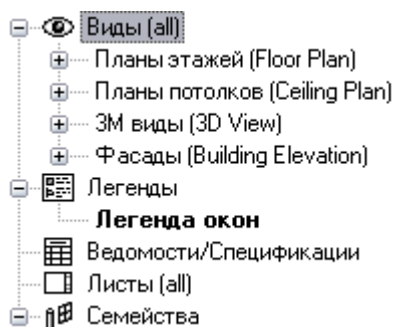 Виды (all)
Планы этажей (Floor Plan)
Планы потолков (Ceiling Plan)
3М виды (3D View)
Фасады (Building Elevation)
Легенды
Легенда окон
Ведомости/Спецификации
Листы (all)
Семейства